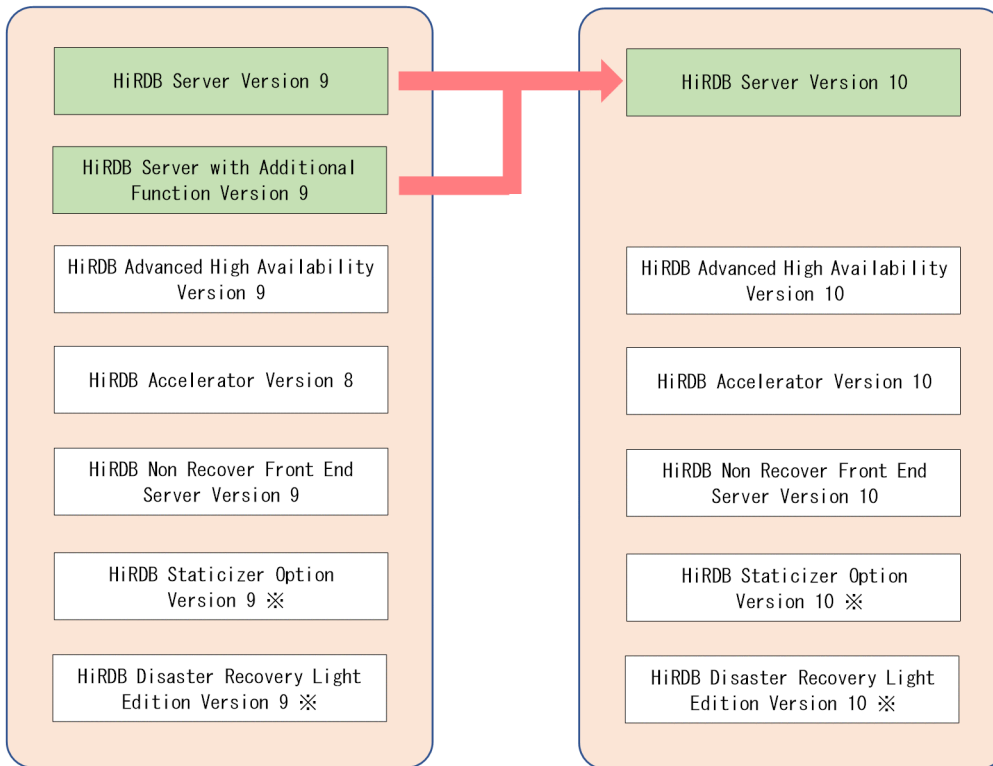 HiRDB Server Version 9
HiRDB Server with Additional
Function Version 9
HiRDB Advanced High Availability
Version 9
HiRDB Accelerator Version 8
HiRDB Non Recover Front End
Server Version 9
HiRDB Staticizer Option
Version 9 ※
HiRDB Disaster Recovery Light
Edition Version 9 ※
HiRDB Server Version 10
HiRDB Advanced High Availability
Version 10
HiRDB Accelerator Version 10
HiRDB Non Recover Front End
Server Version 10
HiRDB Staticizer Option
Version 10 ※
HiRDB Disaster Recovery Light
Edition Version 10 ※